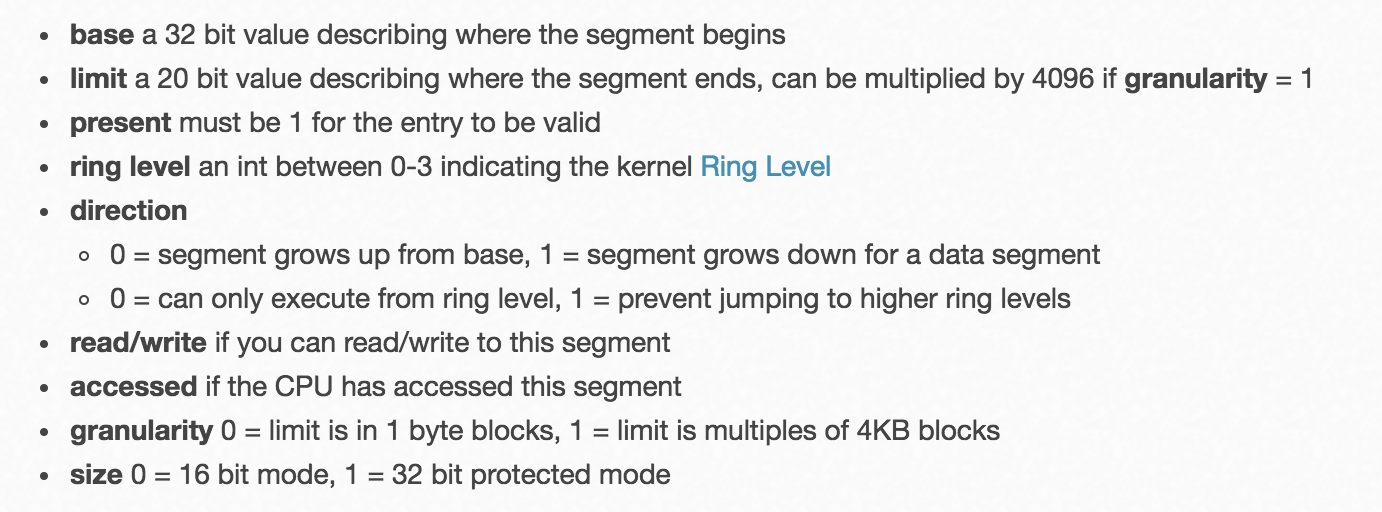 • base a 32 bit value describing where the segment begins
• limit a 20 bit value describing where the segment ends, can be multiplied by 4096 if granularity = 1
• present must be 1 for the entry to be valid
• ring level an int between 0-3 indicating the kernel Ring Level
• direction
◦ 0 = segment grows up from base, 1 = segment grows down for a data segment
◦ 0 = can only execute from ring level, 1 = prevent jumping to higher ring levels
• read/write if you can read/write to this segment
• accessed if the CPU has accessed this segment
• granularity 0 = limit is in 1 byte blocks, 1 = limit is multiples of 4KB blocks
• size 0 = 16 bit mode, 1 = 32 bit protected mode